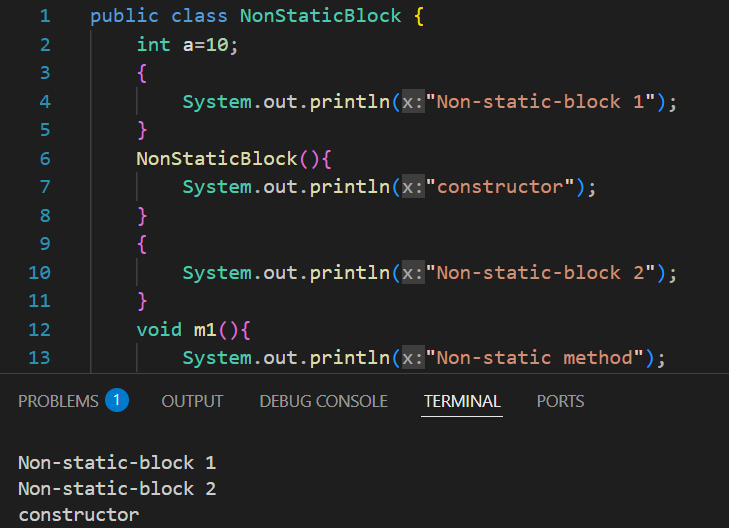 1 public class NonStaticBlock {
2 int a=10;
3 {
4 System.out.println(x:"Non-static-block 1");
5 }
6 NonStaticBlock(){
7 System.out.println(x:"constructor");
8 }
9 {
10 System.out.println(x:"Non-static-block 2");
11 }
12 void m1(){
13 System.out.println(x:"Non-static method");
PROBLEMS 1 OUTPUT DEBUG CONSOLE TERMINAL PORTS
Non-static-block 1
Non-static-block 2
constructor